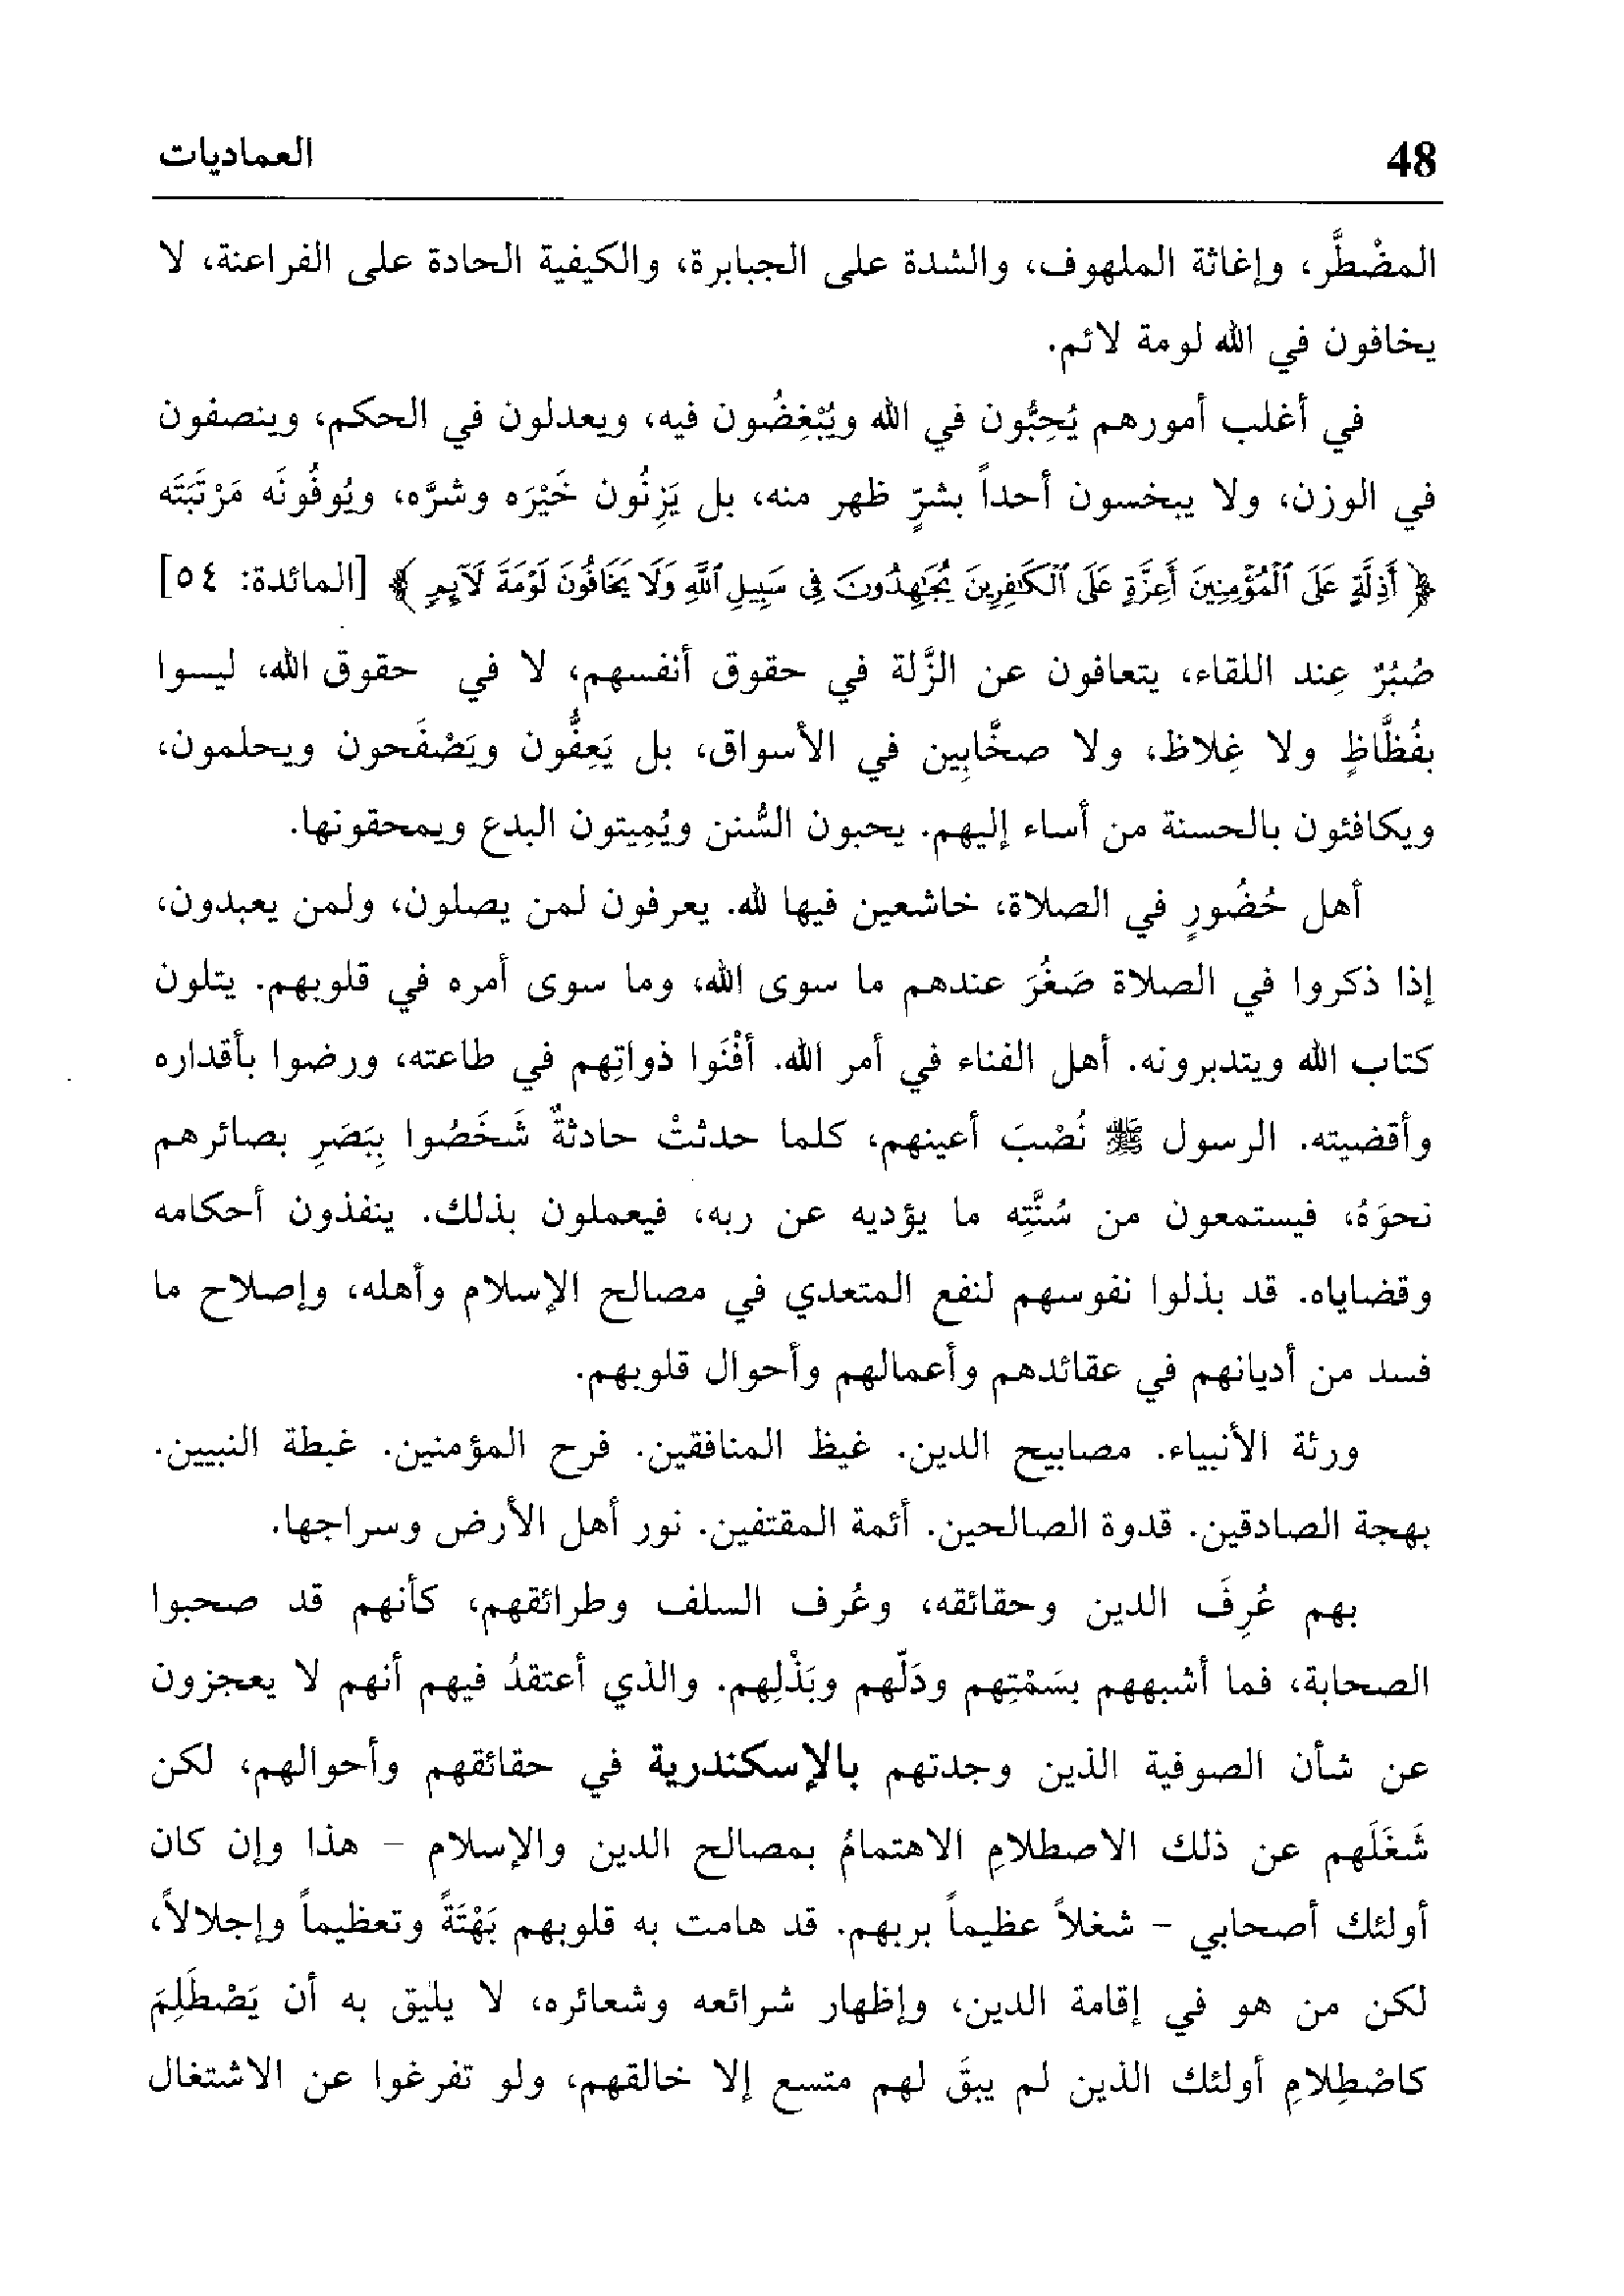 48
العماديات
المضْطَّر، وإغاثة الملهوف، والشدة على الجبابرة، والكيفية الحادة على الفراعنة، لا
يخافون في الله لومة لائم.
في أغلب أمورهم يُحِبُّون في الله ويُبْغِضُون فيه، ويعدلون في الحكم، وينصفون
في الوزن، ولا يبخسون أحداً بشرٍّ ظهر منه، بل يَزِنُون خَيْرَه وشرَّه، ويُوفُونَه مَرْتَبَتَه
﴿أَذِلَّةٍ عَلَى ٱلْمُؤْمِنِينَ أَعِزَّةٍ عَلَى ٱلْكَٰفِرِينَ يُجَٰهِدُونَ فِى سَبِيلِ ٱللَّهِ وَلَا يَخَافُونَ لَوْمَةَ لَآئِمٍ﴾ [المائدة: ٥٤]
صُبُرٌ عِند اللقاء، يتعافون عن الزَّلة في حقوق أنفسهم، لا في حقوق الله، ليسوا
بفُظَّاظٍ ولا غِلاظ، ولا صخَّابِين في الأسواق، بل يَعِفُّون ويَصْفَحون ويحلمون،
ويكافئون بالحسنة من أساء إليهم. يحبون السُّنن ويُمِيتون البدع ويمحقونها.
أهل حُضُورٍ في الصلاة، خاشعين فيها لله. يعرفون لمن يصلون، ولمن يعبدون،
إذا ذكروا في الصلاة صَغُرَ عندهم ما سوى الله، وما سوى أمره في قلوبهم. يتلون
كتاب الله ويتدبرونه. أهل الفناء في أمر الله. أفْنَوا ذواتِهم في طاعته، ورضوا بأقداره
وأقضيته. الرسول ﷺ نُصْبَ أعينهم، كلما حدثتْ حادثةٌ شَخَصُوا بِبَصَرِ بصائرهم
نحوَهُ، فيستمعون من سُنَّتِه ما يؤديه عن ربه، فيعملون بذلك. ينفذون أحكامه
وقضاياه. قد بذلوا نفوسهم لنفع المتعدي في مصالح الإسلام وأهله، وإصلاح ما
فسد من أديانهم في عقائدهم وأعمالهم وأحوال قلوبهم.
ورثة الأنبياء. مصابيح الدين. غيظ المنافقين. فرح المؤمنين. غبطة النبيين.
بهجة الصادقين. قدوة الصالحين. أئمة المقتفين. نور أهل الأرض وسراجها.
بهم عُرِفَ الدين وحقائقه، وعُرف السلف وطرائقهم، كأنهم قد صحبوا
الصحابة، فما أشبههم بسَمْتِهم ودَلّهم وبَذْلِهم. والذي أعتقدُ فيهم أنهم لا يعجزون
عن شأن الصوفية الذين وجدتهم بالإسكندرية في حقائقهم وأحوالهم، لكن
شَغَلَهم عن ذلك الاصطلامِ الاهتمامُ بمصالح الدين والإسلام – هذا وإن كان
أولئك أصحابي – شغلاً عظيماً بربهم. قد هامت به قلوبهم بَهْتَةً وتعظيماً وإجلالاً،
لكن من هو في إقامة الدين، وإظهار شرائعه وشعائره، لا يليق به أن يَصْطَلِمَ
كاصْطِلامِ أولئك الذين لم يبقَ لهم متسع إلا خالقهم، ولو تفرغوا عن الاشتغال